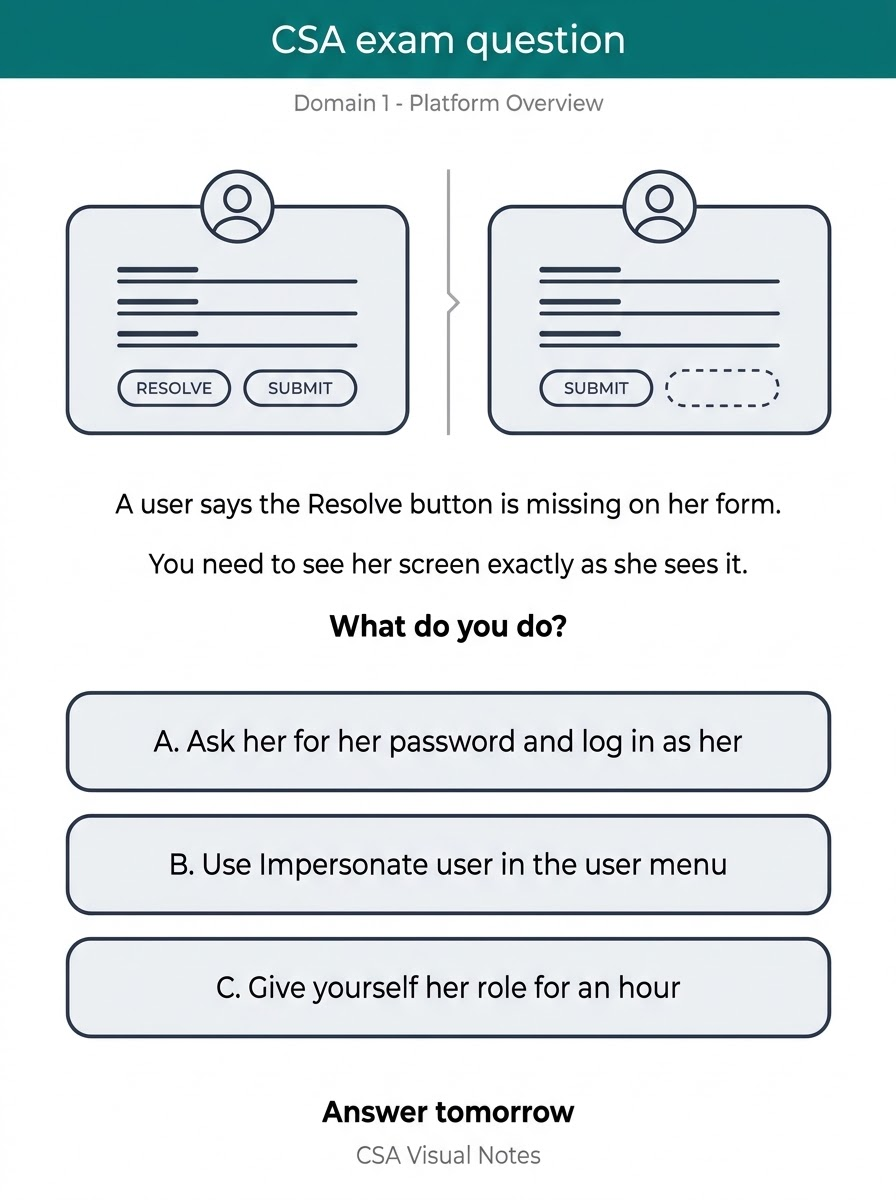 CSA exam question
Domain 1 - Platform Overview
RESOLVE
SUBMIT
SUBMIT
A user says the Resolve button is missing on her form.
You need to see her screen exactly as she sees it.
What do you do?
A. Ask her for her password and log in as her
B. Use Impersonate user in the user menu
C. Give yourself her role for an hour
Answer tomorrow
CSA Visual Notes